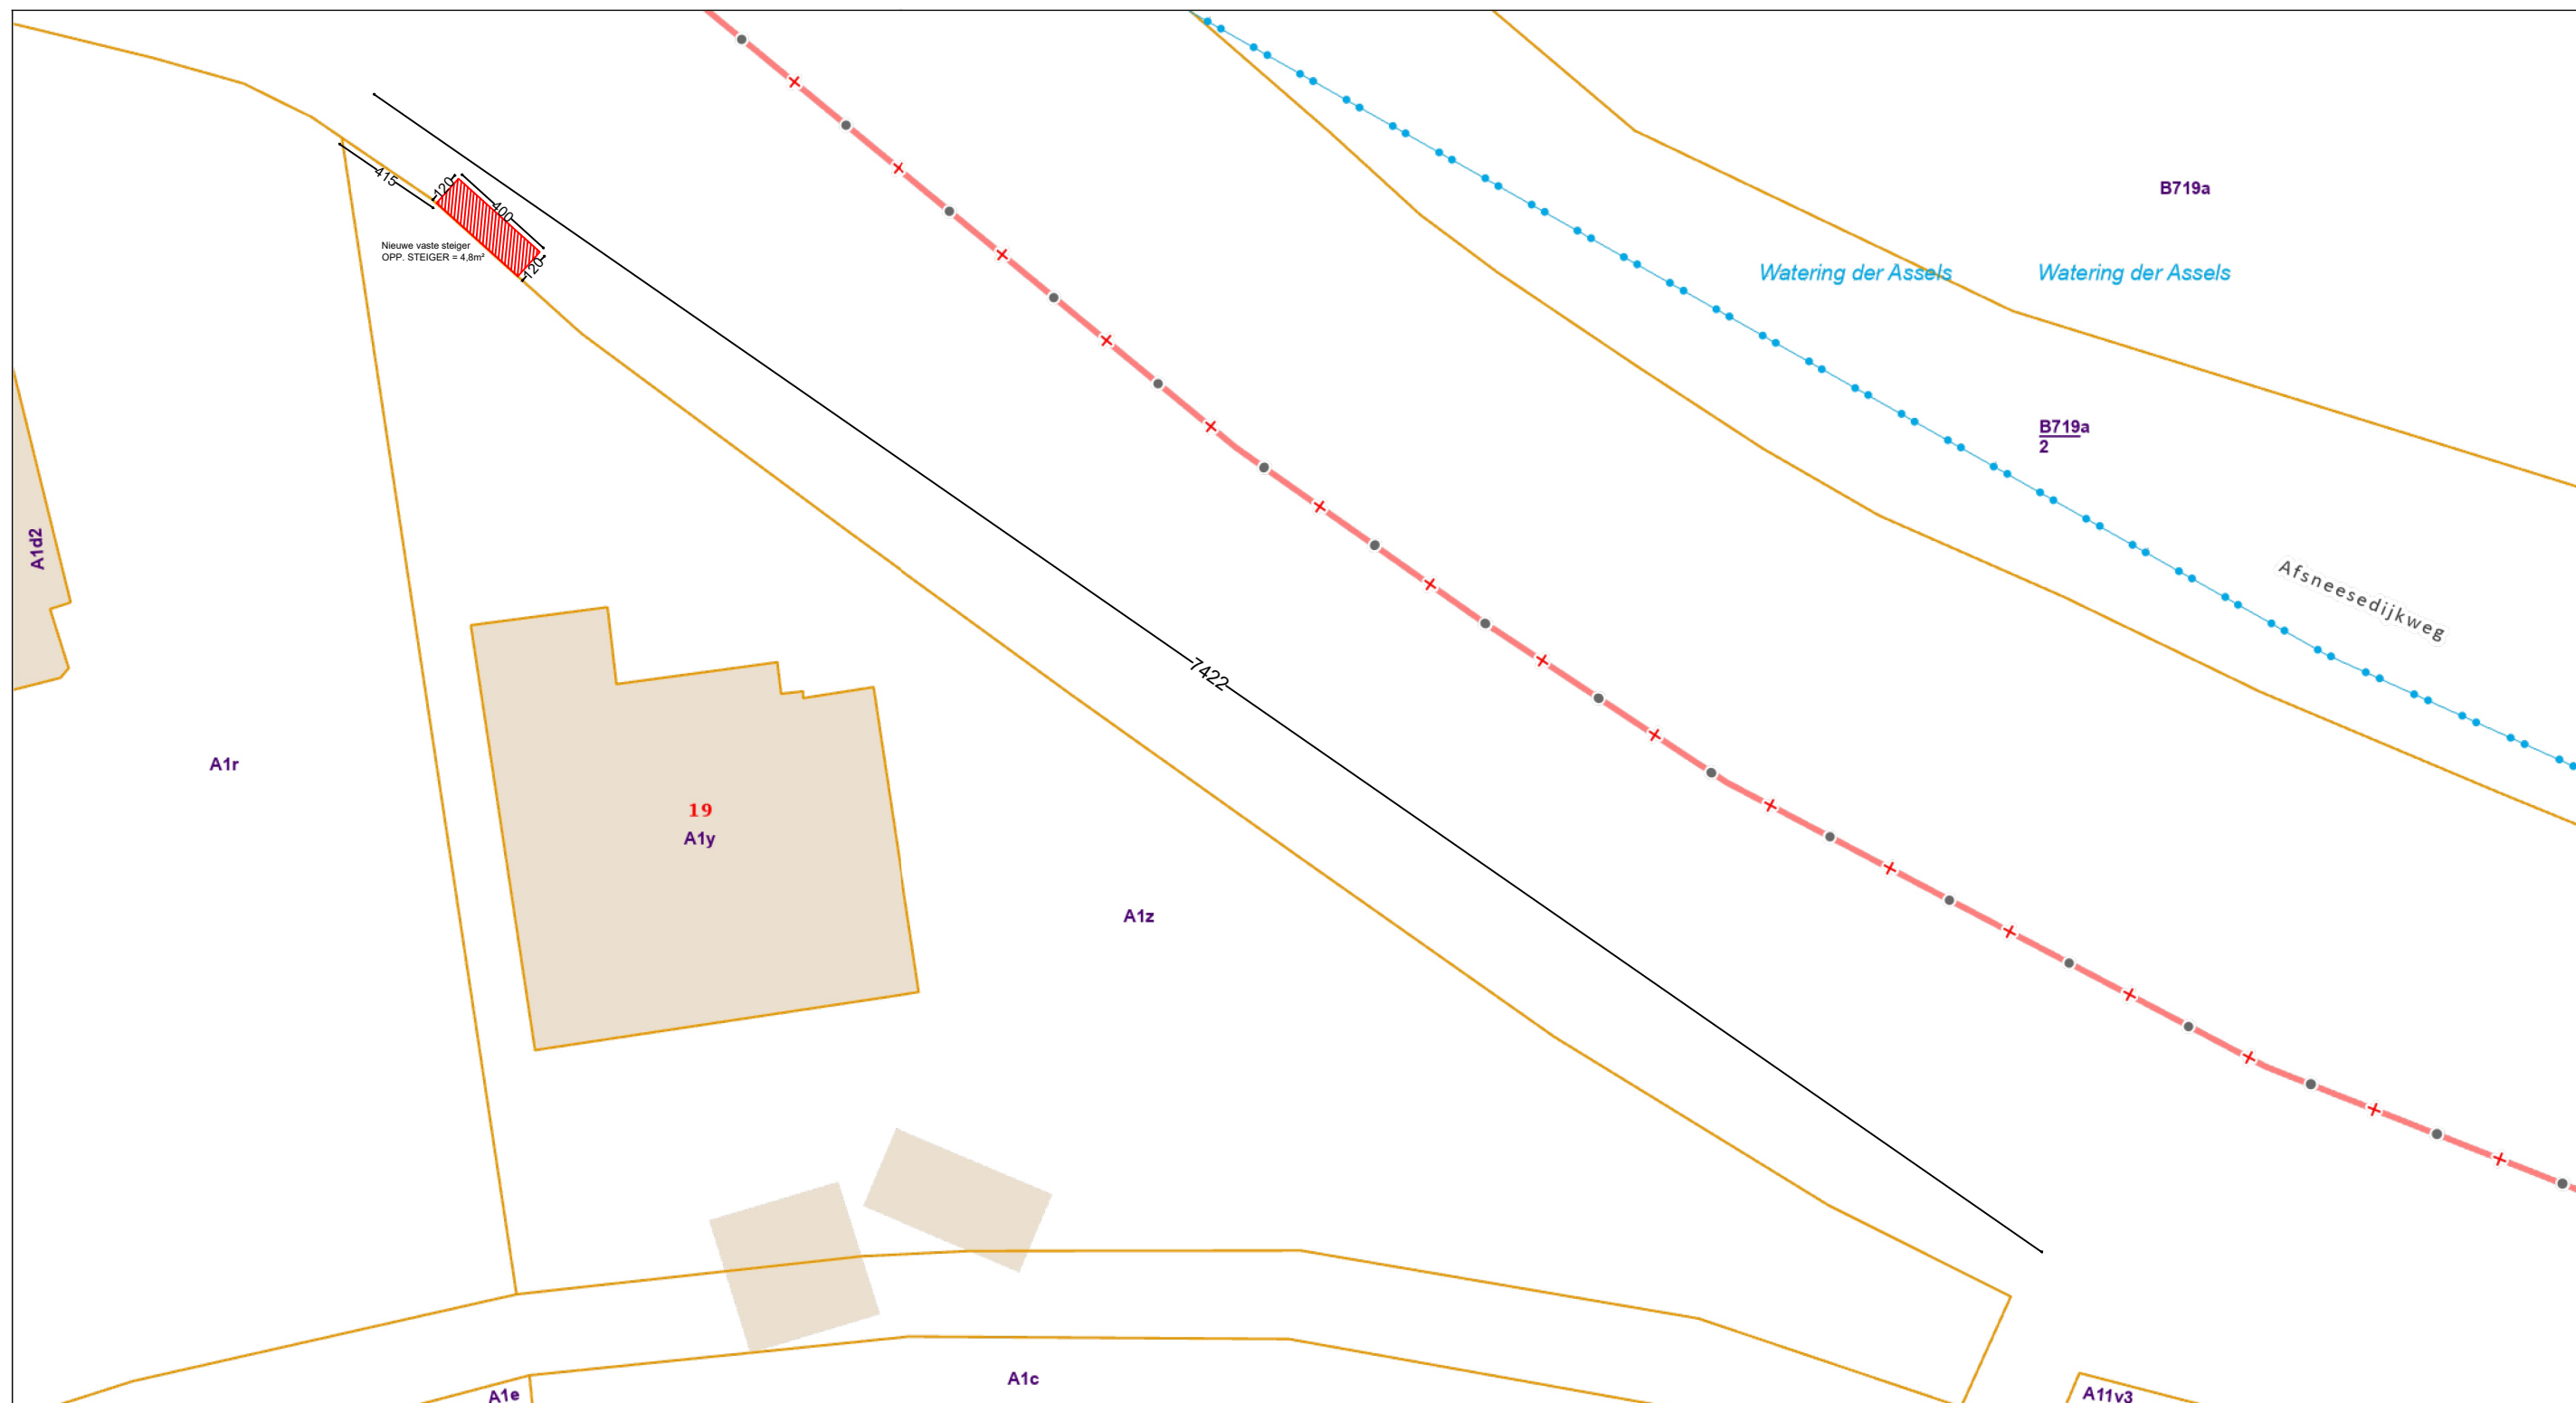 415
120
400
120
Nieuwe vaste steiger
OPP. STEIGER = 4,8m²
B719a
Watering der Assels
Watering der Assels
B719a
2
Afsneesedijkweg
A1d2
7422
A1r
19
A1y
A1z
A1c
A1e
A11v3